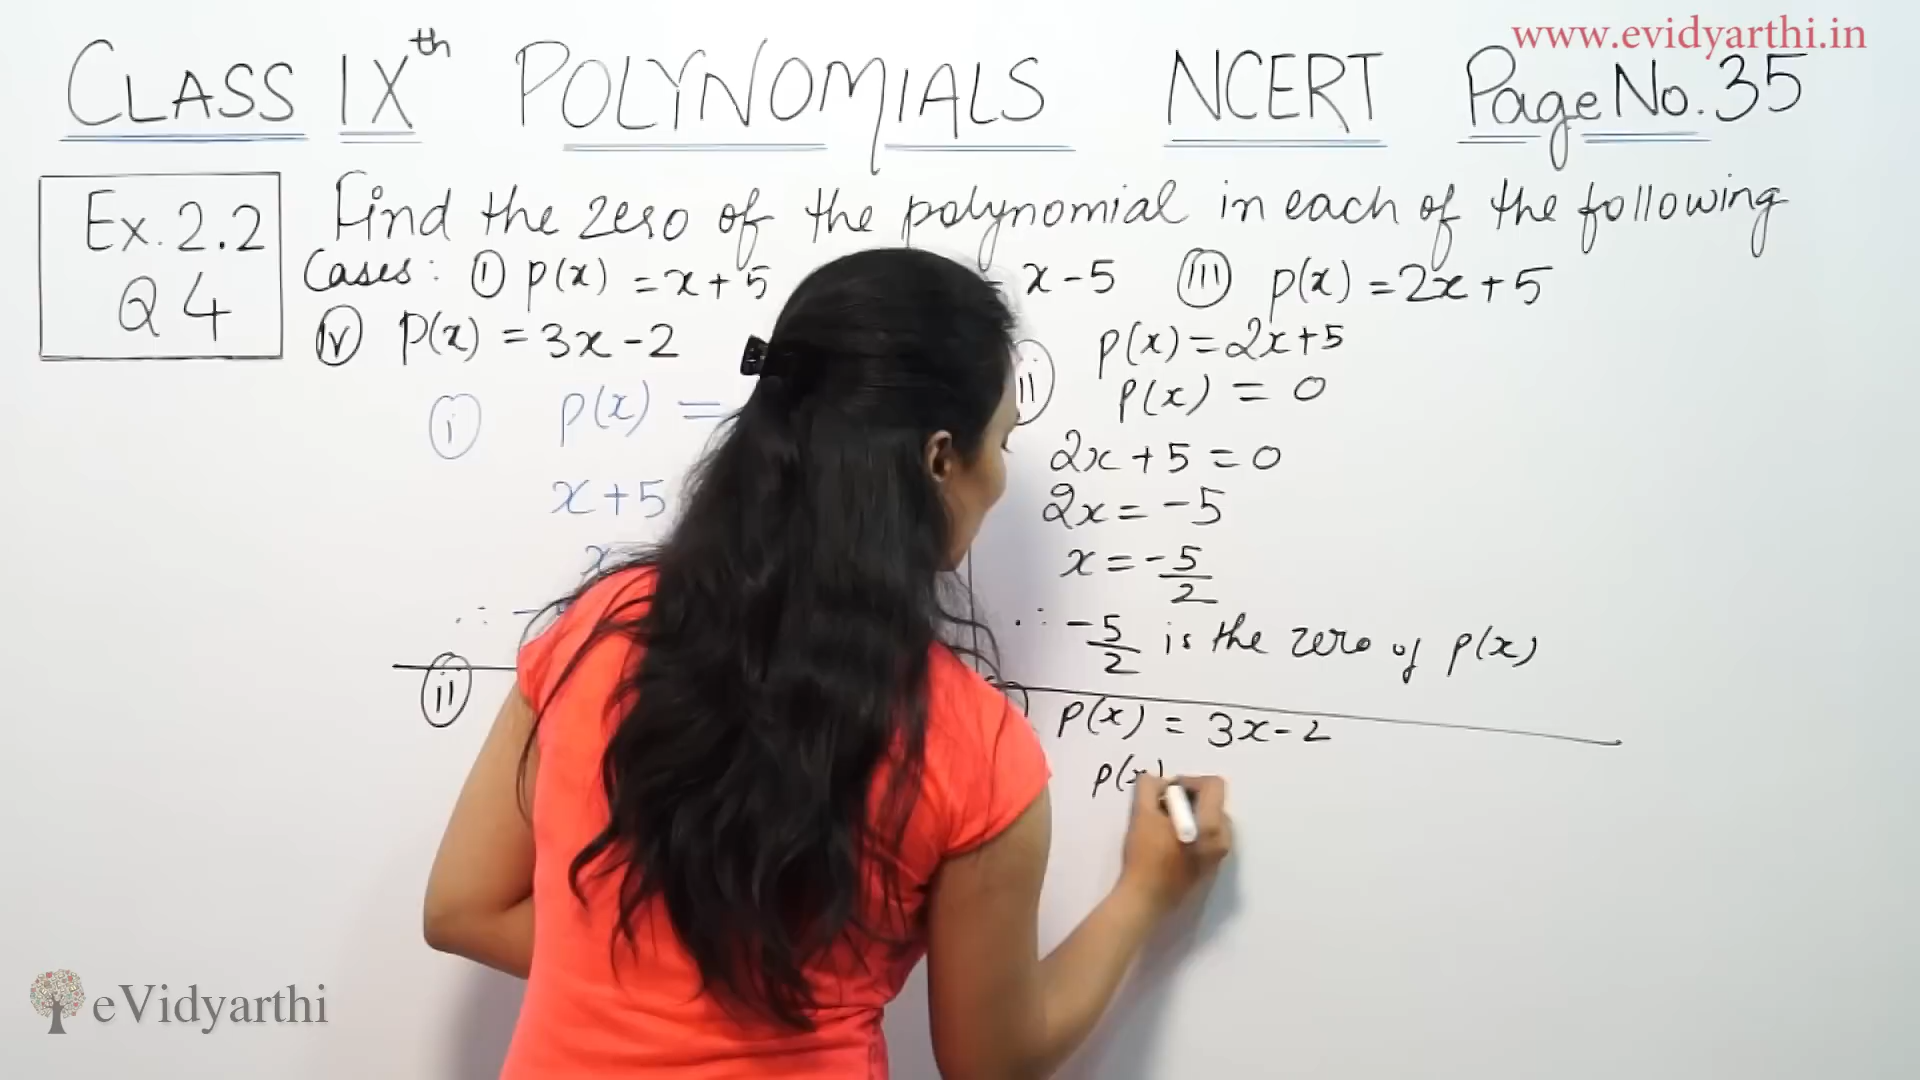 www.evidyarthi.in
CLASS IXth POLYNOMIALS NCERT Page No. 35
Ex. 2.2
Q 4
Find the zero of the polynomial in each of the following
Cases: (i) p(x) = x+5 = x-5 (iii) p(x) = 2x+5
(v) p(x) = 3x-2
(i) p(x) =
x+5
x
∴ -
(ii)
p(x) = 2x+5
p(x) = 0
2x+5 = 0
2x = -5
x = -5/2
∴ -5/2 is the zero of p(x)
p(x) = 3x-2
p(x)
eVidyarthi